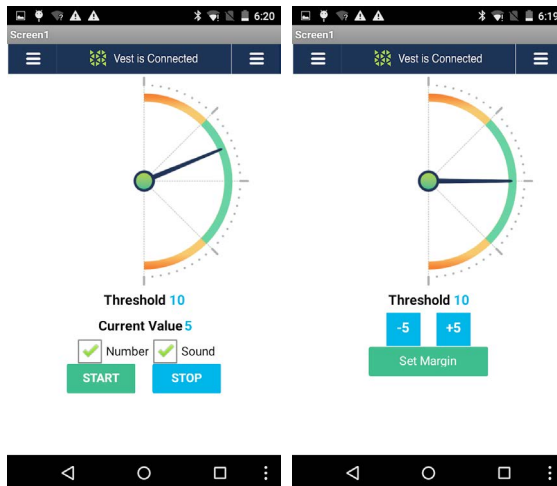 6:20
Screen1
Vest is Connected
Threshold 10
Current Value 5
Number Sound
START STOP
6:19
Screen1
Vest is Connected
Threshold 10
-5 +5
Set Margin